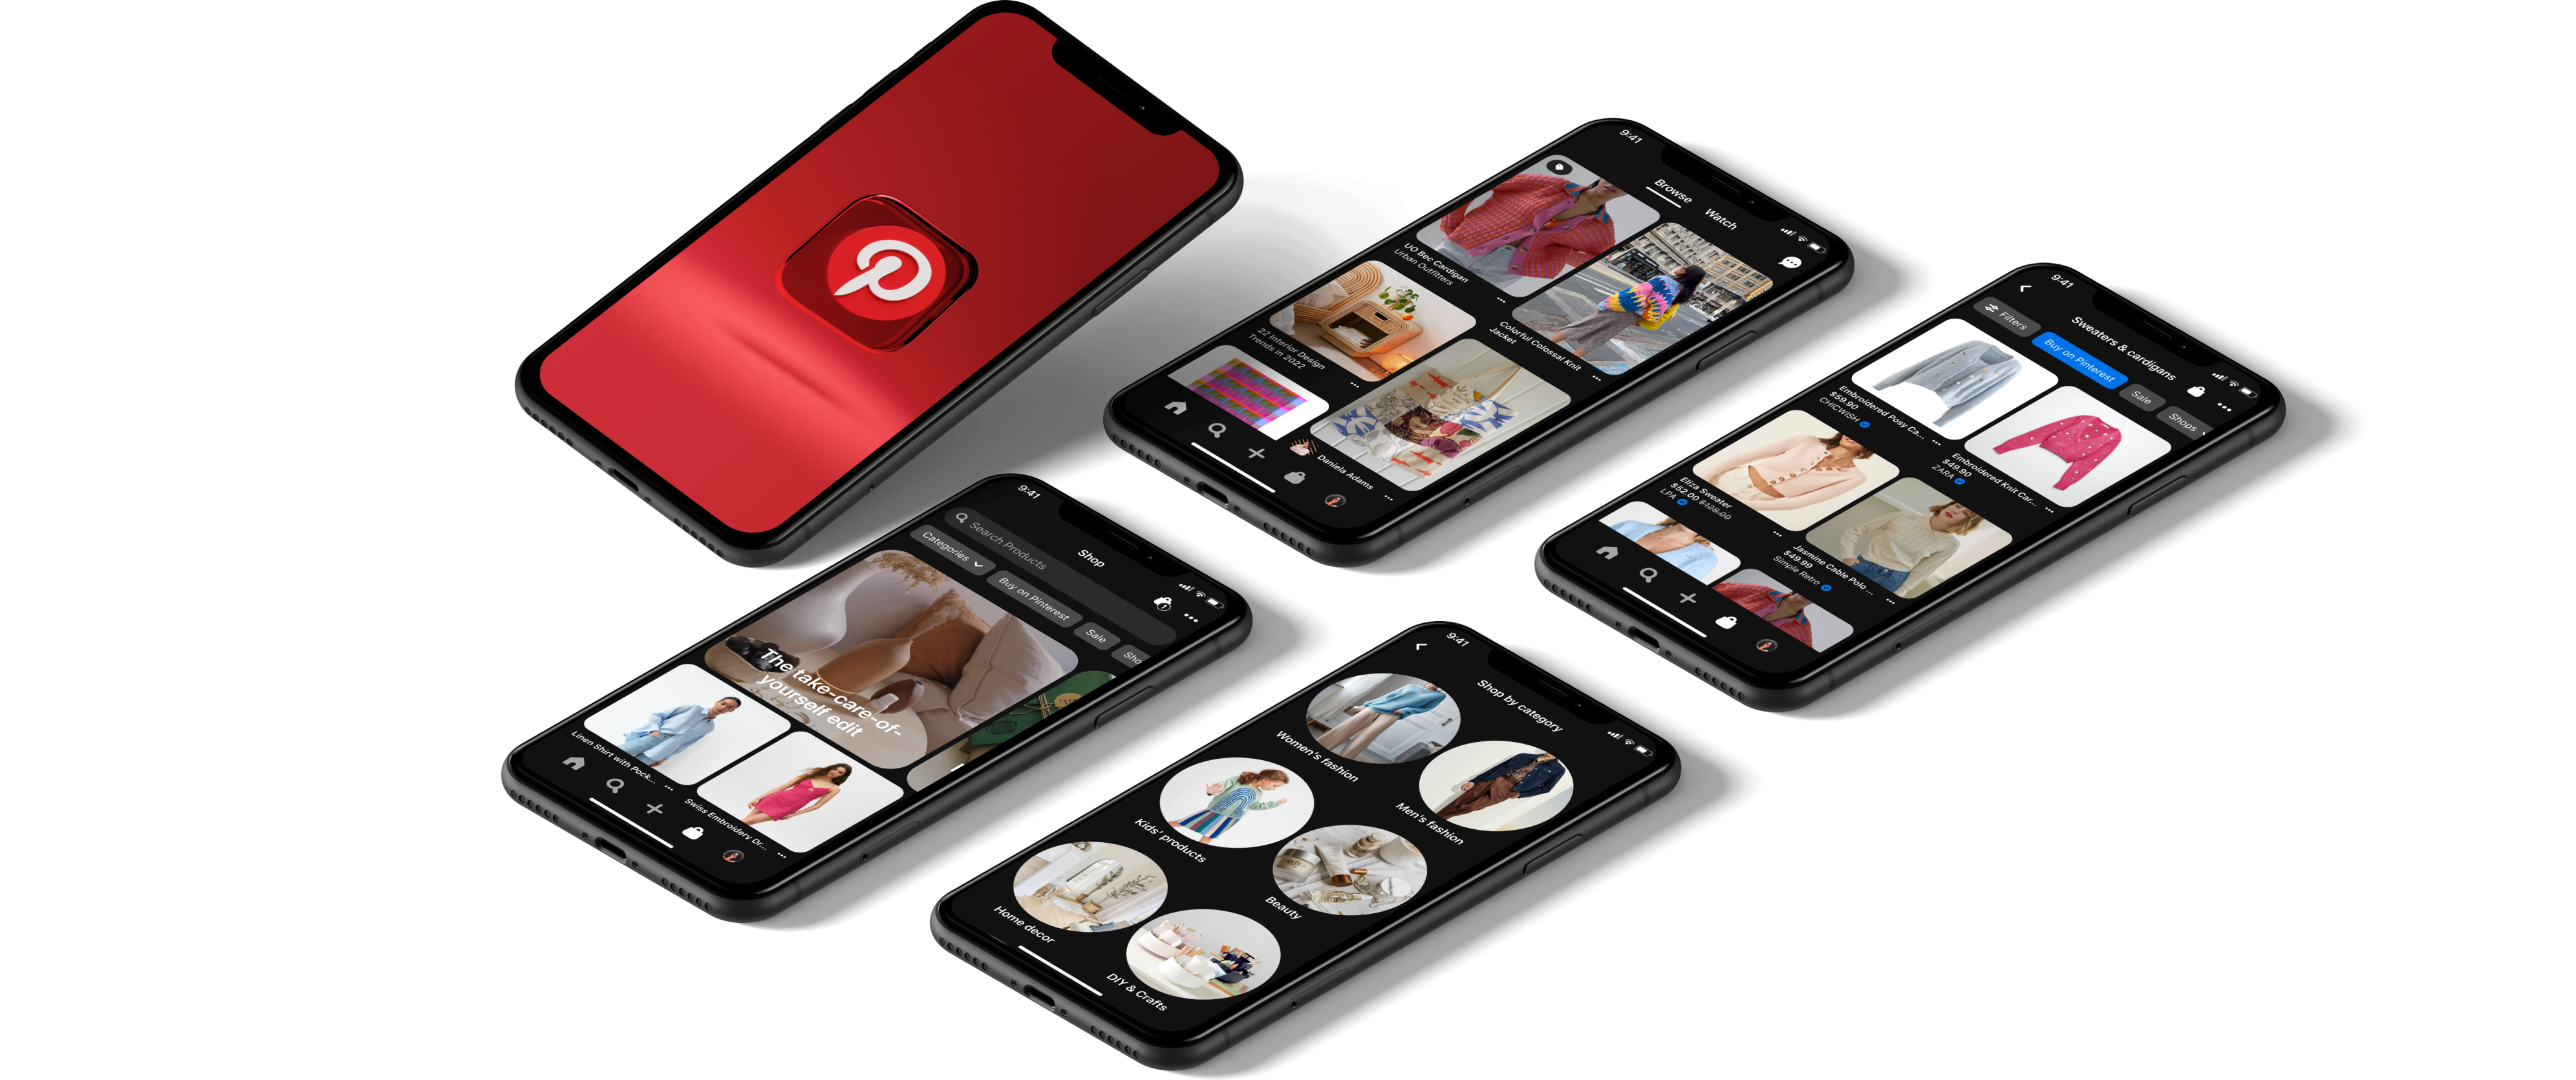 9:41
Browse
Watch
UO Bec Cardigan
Urban Outfitters
Colorful Colossal Knit
Jacket
22 Interior Design
Trends in 2022
Daniela Adams
9:41
Sweaters & cardigans
Filters
Buy on Pinterest
Sale
Shops
Embroidered Posy Ca...
$59.90
CHICWISH
Embroidered Knit Car...
$49.90
ZARA
Eliza Sweater
$52.00 $128.00
LPA
Jasmine Cable Polo ...
$49.99
Simple Retro
9:41
Shop
1
Search Products
Categories
Buy on Pinterest
Sale
Sho
The take-care-of-
yourself edit
Linen Shirt with Pock...
Swiss Embroidery Dr...
9:41
Shop by category
Women's fashion
Men's fashion
Kids' products
Beauty
Home decor
DIY & Crafts